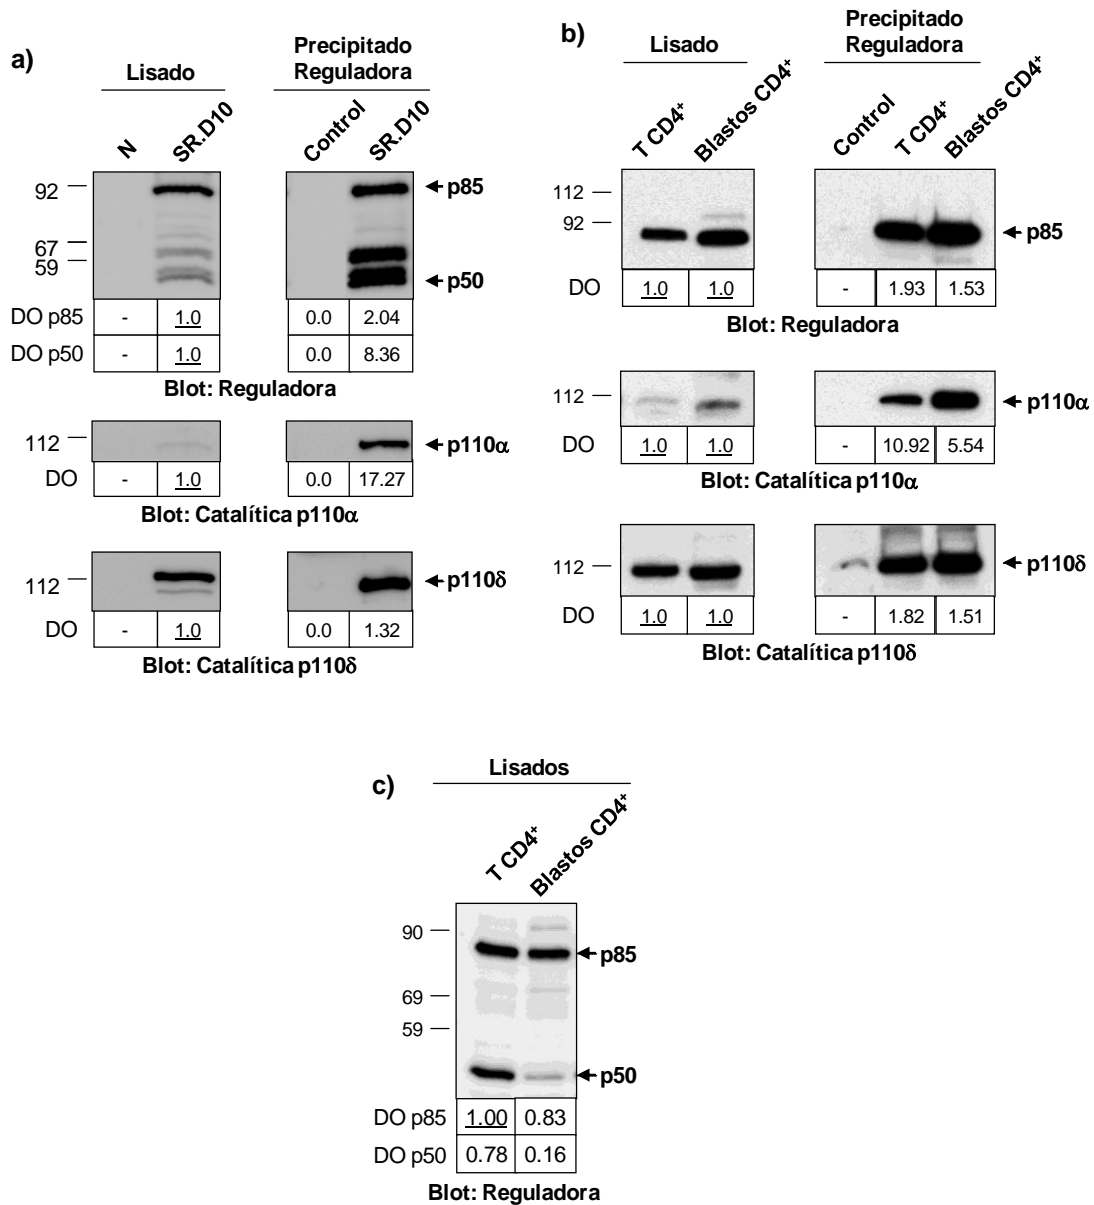 a)
Lisado
Precipitado
Reguladora
N
SR.D10
Control
SR.D10
92
67
59
p85
p50
DO p85
-
1.0
0.0
2.04
DO p50
-
1.0
0.0
8.36
Blot: Reguladora
112
p110α
DO
-
1.0
0.0
17.27
Blot: Catalítica p110α
112
p110δ
DO
-
1.0
0.0
1.32
Blot: Catalítica p110δ
b)
Lisado
Precipitado
Reguladora
T CD4+
Blastos CD4+
Control
T CD4+
Blastos CD4+
112
92
p85
DO
1.0
1.0
-
1.93
1.53
Blot: Reguladora
112
p110α
DO
1.0
1.0
-
10.92
5.54
Blot: Catalítica p110α
112
p110δ
DO
1.0
1.0
-
1.82
1.51
Blot: Catalítica p110δ
c)
Lisados
T CD4+
Blastos CD4+
90
69
59
p85
p50
DO p85
1.00
0.83
DO p50
0.78
0.16
Blot: Reguladora